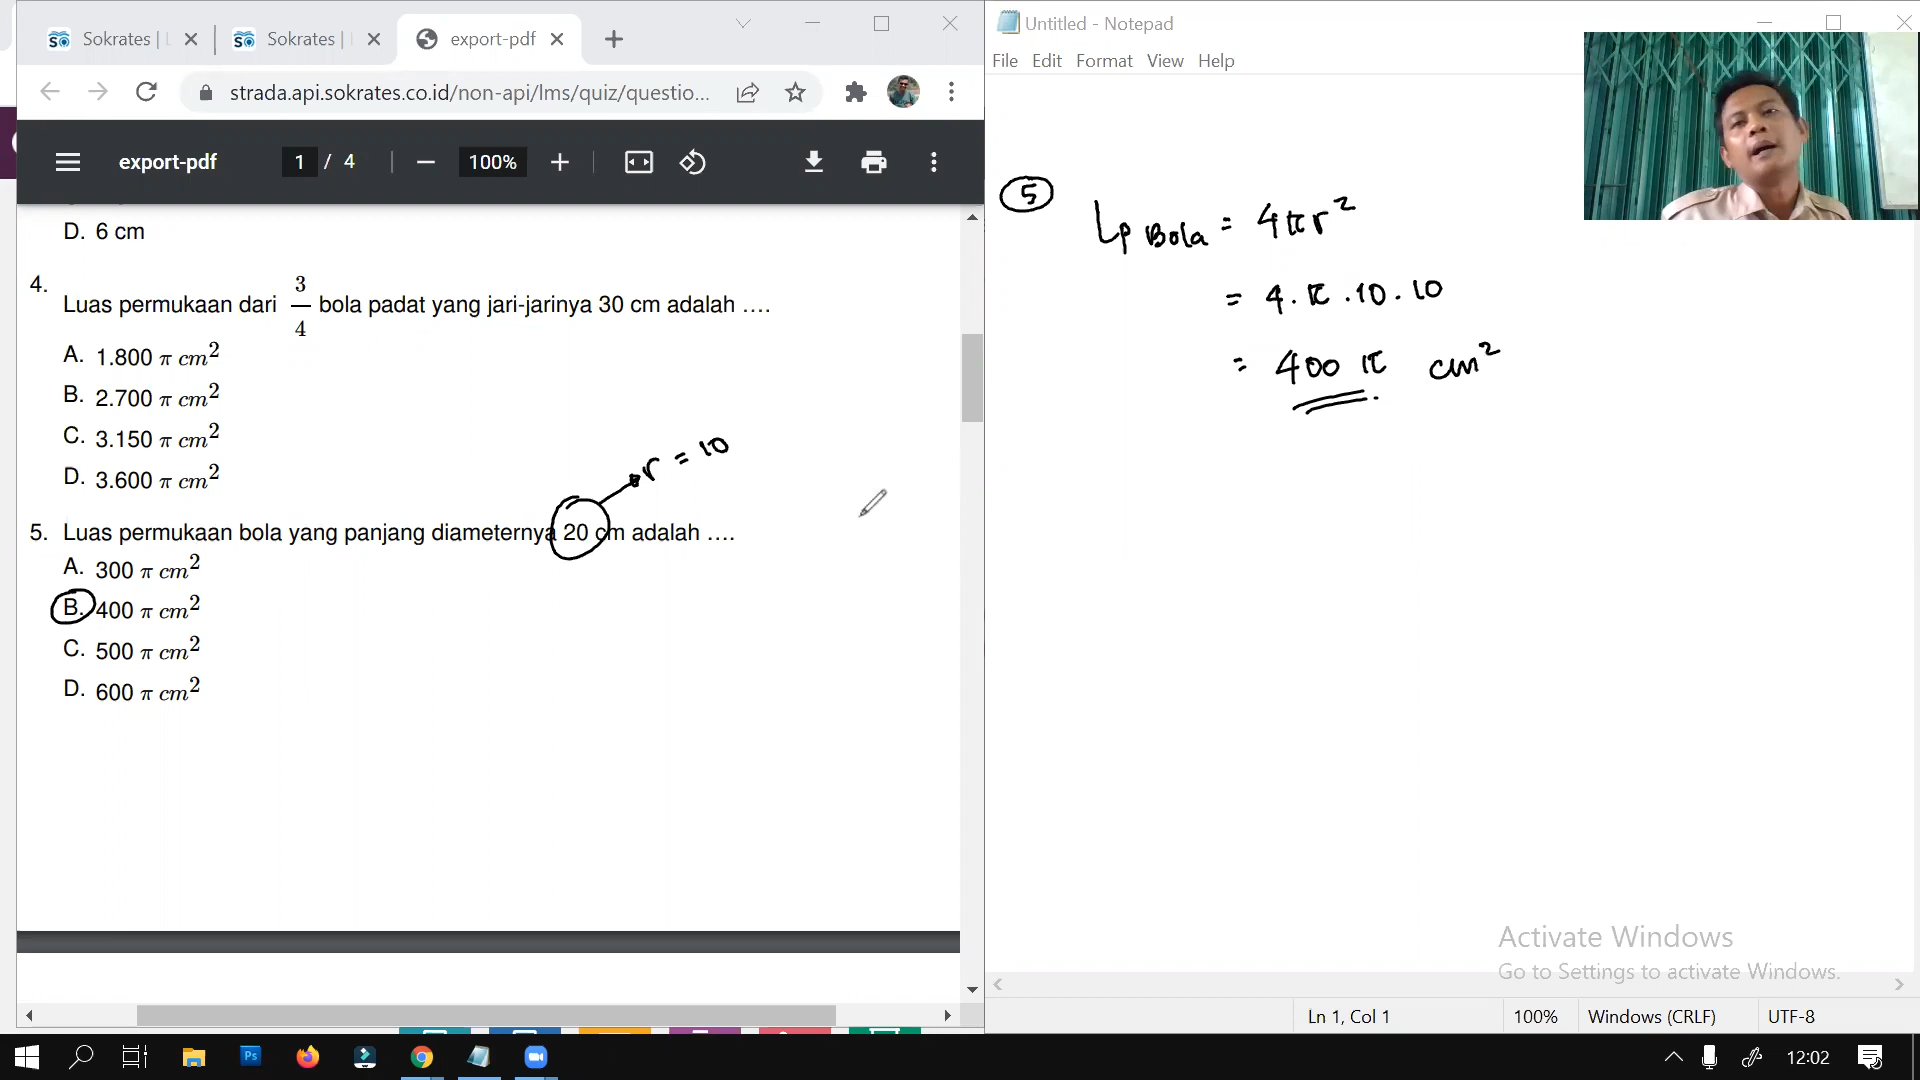 Sokrates |
Sokrates |
export-pdf
strada.api.sokrates.co.id/non-api/lms/quiz/questio...
export-pdf
1 / 4
100%
D. 6 cm
4. Luas permukaan dari 3/4 bola padat yang jari-jarinya 30 cm adalah ....
A. 1.800 π cm²
B. 2.700 π cm²
C. 3.150 π cm²
D. 3.600 π cm²
r = 10
5. Luas permukaan bola yang panjang diameternya 20 cm adalah ....
A. 300 π cm²
B. 400 π cm²
C. 500 π cm²
D. 600 π cm²
Untitled - Notepad
File Edit Format View Help
5
Lp Bola = 4πr²
= 4 . π . 10 . 10
= 400 π cm²
Activate Windows
Go to Settings to activate Windows.
Ln 1, Col 1
100%
Windows (CRLF)
UTF-8
Ps
12:02